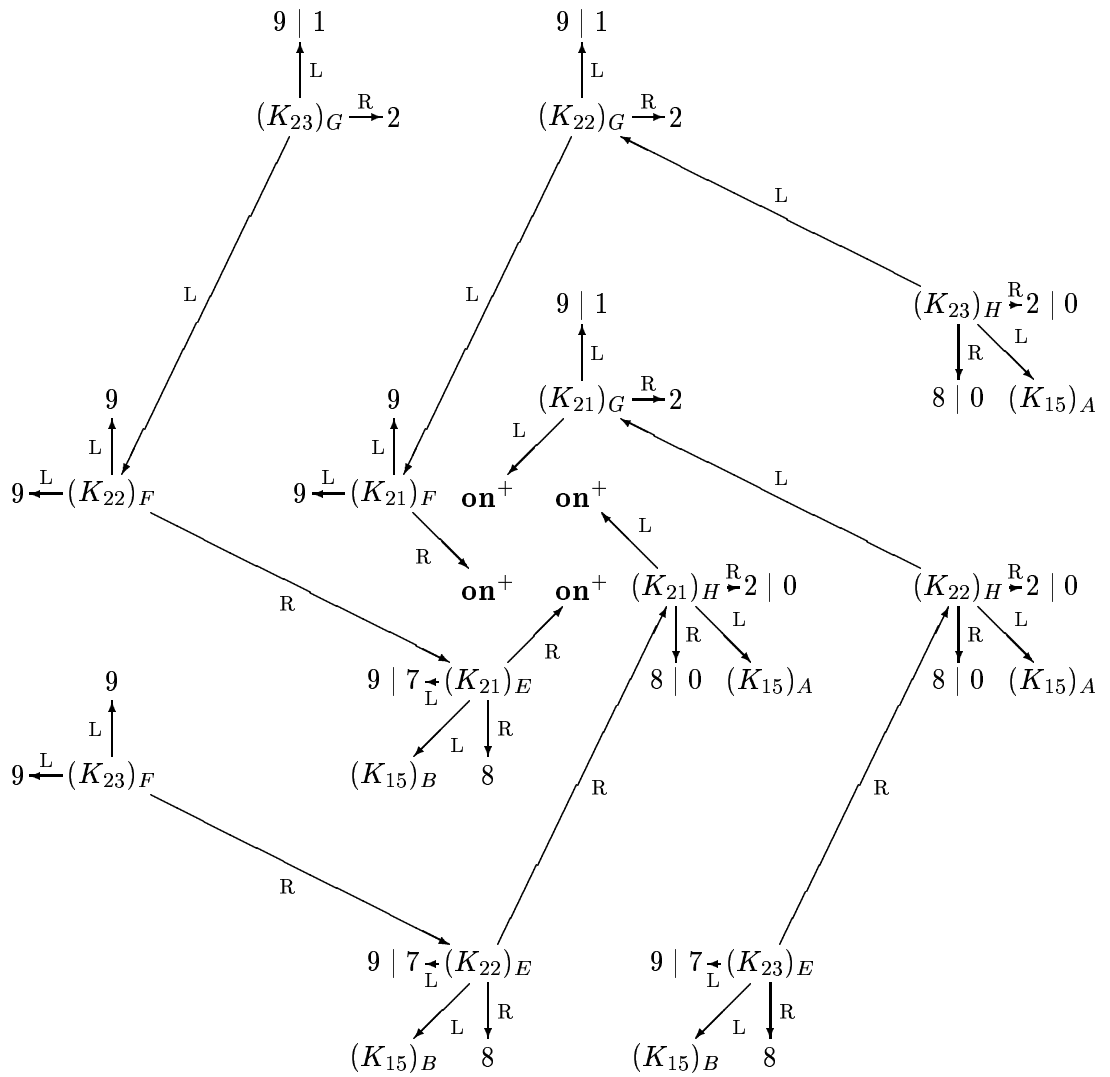 9 | 1 9 | 1
L L
(K₂₃)_G R 2 (K₂₂)_G R 2
L
L L 9 | 1 (K₂₃)_H R 2 | 0
L R L
9 9 (K₂₁)_G R 2 8 | 0 (K₁₅)_A
L L L
9 L (K₂₂)_F 9 L (K₂₁)_F on⁺ on⁺ L
R L
R on⁺ on⁺ (K₂₁)_H R 2 | 0 (K₂₂)_H R 2 | 0
R R L R L
9 9 | 7 L (K₂₁)_E 8 | 0 (K₁₅)_A 8 | 0 (K₁₅)_A
L L R
9 L (K₂₃)_F (K₁₅)_B 8 R R
R
9 | 7 L (K₂₂)_E 9 | 7 L (K₂₃)_E
L R L R
(K₁₅)_B 8 (K₁₅)_B 8